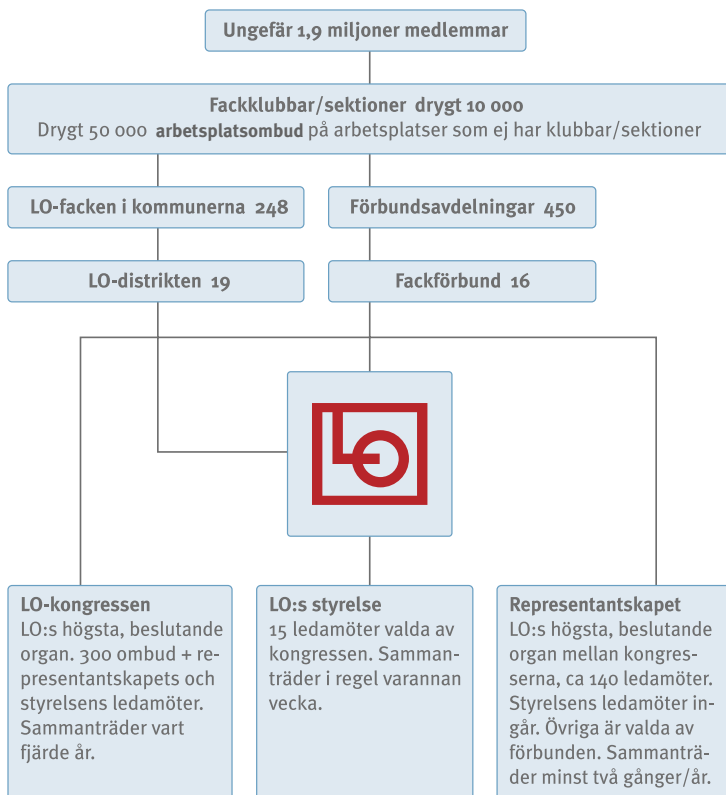 Ungefär 1,9 miljoner medlemmar
Fackklubbar/sektioner drygt 10 000
Drygt 50 000 arbetsplatsombud på arbetsplatser som ej har klubbar/sektioner
LO-facken i kommunerna 248
Förbundsavdelningar 450
LO-distrikten 19
Fackförbund 16
LO
LO-kongressen
LO:s högsta, beslutande
organ. 300 ombud + re-
presentantskapets och
styrelsens ledamöter.
Sammanträder vart
fjärde år.
LO:s styrelse
15 ledamöter valda av
kongressen. Samman-
träder i regel varannan
vecka.
Representantskapet
LO:s högsta, beslutande
organ mellan kongres-
serna, ca 140 ledamöter.
Styrelsens ledamöter in-
går. Övriga är valda av
förbunden. Sammanträ-
der minst två gånger/år.